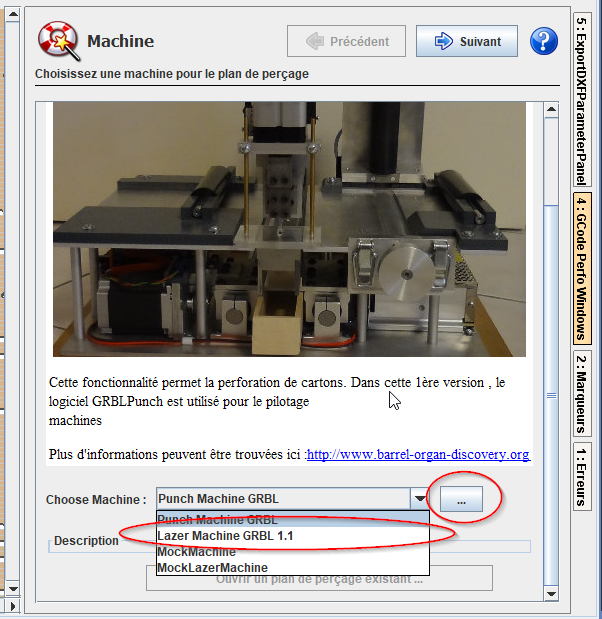 Machine
Précédent
Suivant
Choisissez une machine pour le plan de perçage
Cette fonctionnalité permet la perforation de cartons. Dans cette 1ère version , le
logiciel GRBLPunch est utilisé pour le pilotage
machines
Plus d'informations peuvent être trouvées ici :http://www.barrel-organ-discovery.org
Choose Machine :
Punch Machine GRBL
...
Punch Machine GRBL
Lazer Machine GRBL 1.1
MockMachine
MockLazerMachine
Description
Ouvrir un plan de perçage existant ...
5 : ExportDXFParameterPanel
4 : GCode Perfo Windows
2 : Marqueurs
1 : Erreurs